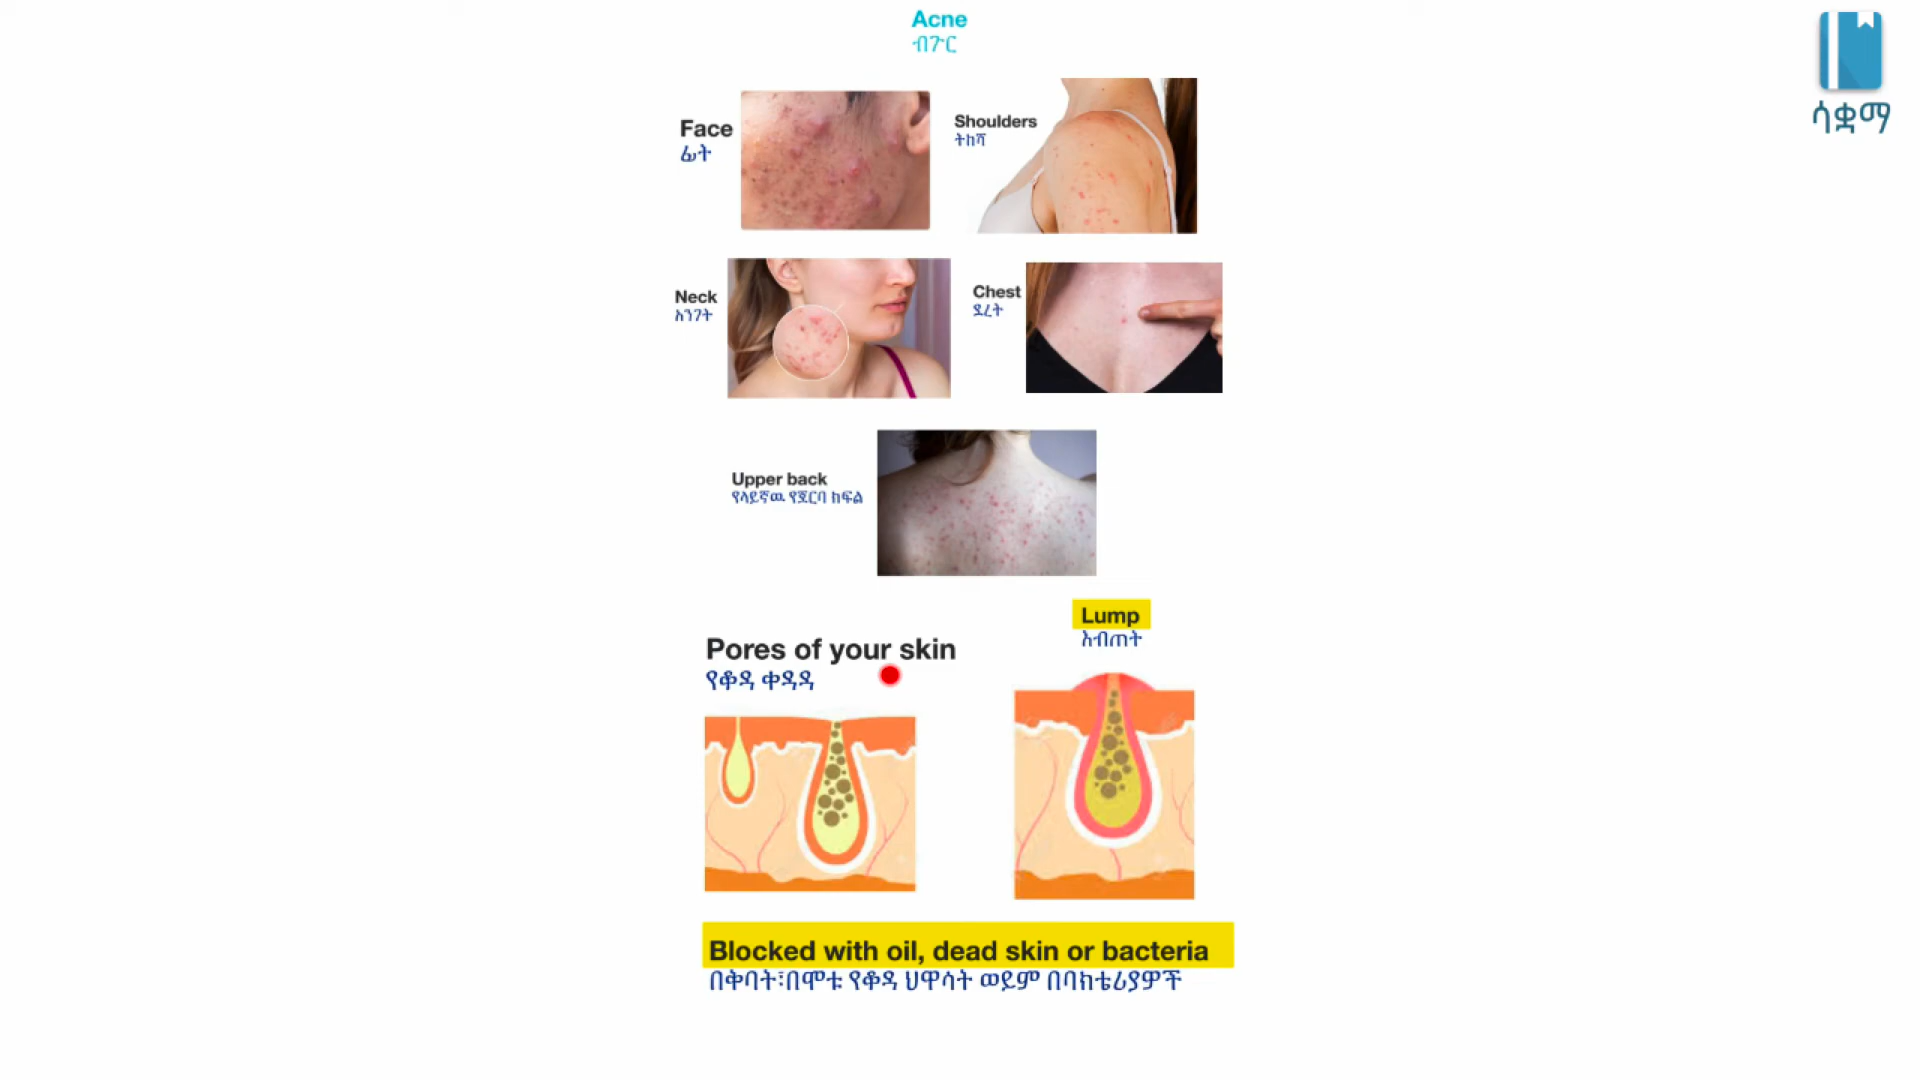 Acne
ብጉር
ሳቋማ
Face
ፊት
Shoulders
ትከሻ
Neck
አንገት
Chest
ደረት
Upper back
የላይኛዉ የጀርባ ክፍል
Lump
እብጠት
Pores of your skin
የቆዳ ቀዳዳ
Blocked with oil, dead skin or bacteria
በቅባት፣በሞቱ የቆዳ ህዋሳት ወይም በባክቴሪያዎች